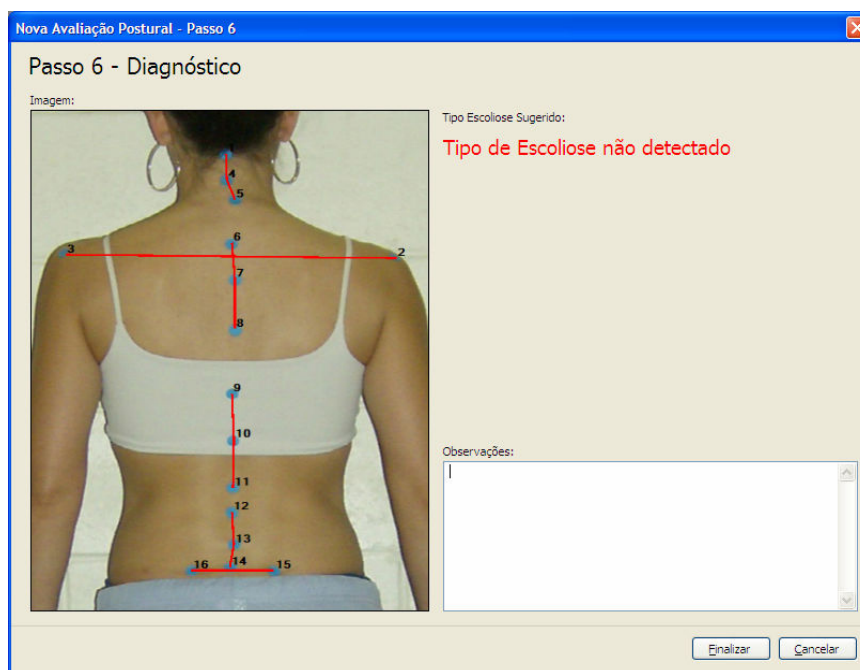 Nova Avaliação Postural - Passo 6
Passo 6 - Diagnóstico
Imagem:
Tipo Escoliose Sugerido:
Tipo de Escoliose não detectado
1
4
5
6
3
2
7
8
9
10
11
12
13
14
16
15
Observações:
Finalizar
Cancelar